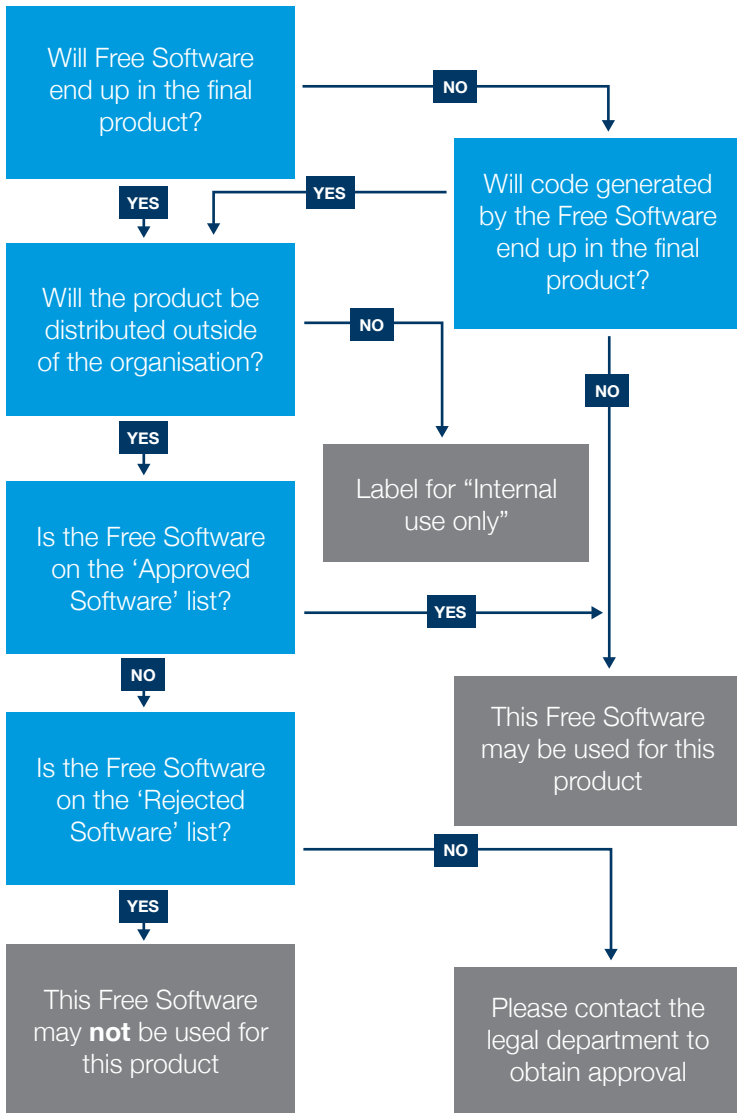 Will Free Software
end up in the final
product?
NO
YES
YES
Will code generated
by the Free Software
end up in the final
product?
Will the product be
distributed outside
of the organisation?
NO
NO
YES
Label for “Internal
use only”
Is the Free Software
on the ‘Approved
Software’ list?
YES
NO
This Free Software
may be used for this
product
Is the Free Software
on the ‘Rejected
Software’ list?
NO
YES
This Free Software
may not be used for
this product
Please contact the
legal department to
obtain approval